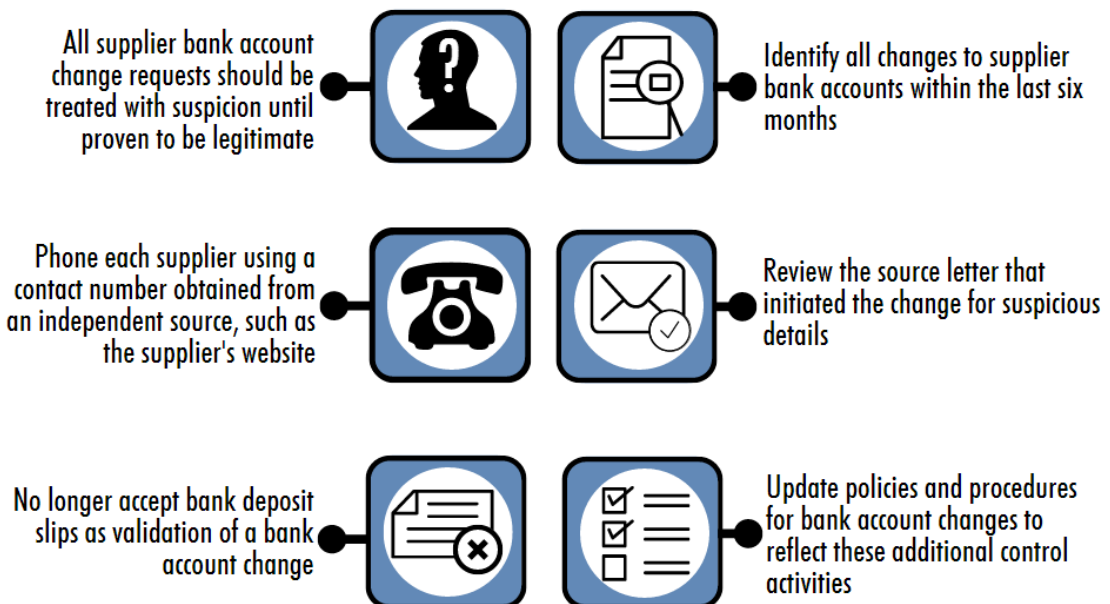 All supplier bank account
change requests should be
treated with suspicion until
proven to be legitimate
?
Identify all changes to supplier
bank accounts within the last six
months
Phone each supplier using a
contact number obtained from
an independent source, such as
the supplier's website
Review the source letter that
initiated the change for suspicious
details
No longer accept bank deposit
slips as validation of a bank
account change
Update policies and procedures
for bank account changes to
reflect these additional control
activities